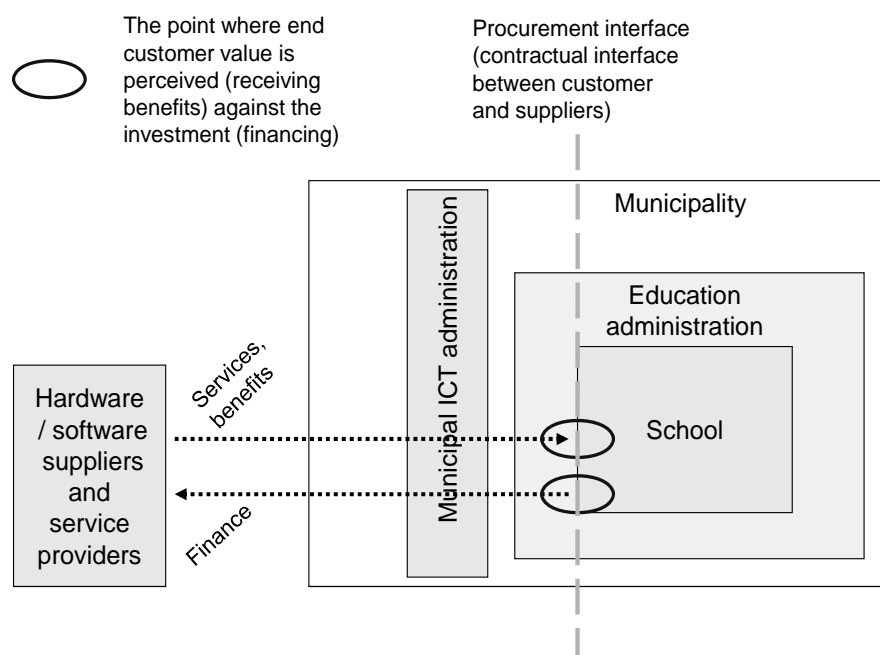 The point where end
customer value is
perceived (receiving
benefits) against the
investment (financing)
Procurement interface
(contractual interface
between customer
and suppliers)
Municipality
Municipal ICT administration
Education
administration
School
Services,
benefits
Finance
Hardware
/ software
suppliers
and
service
providers